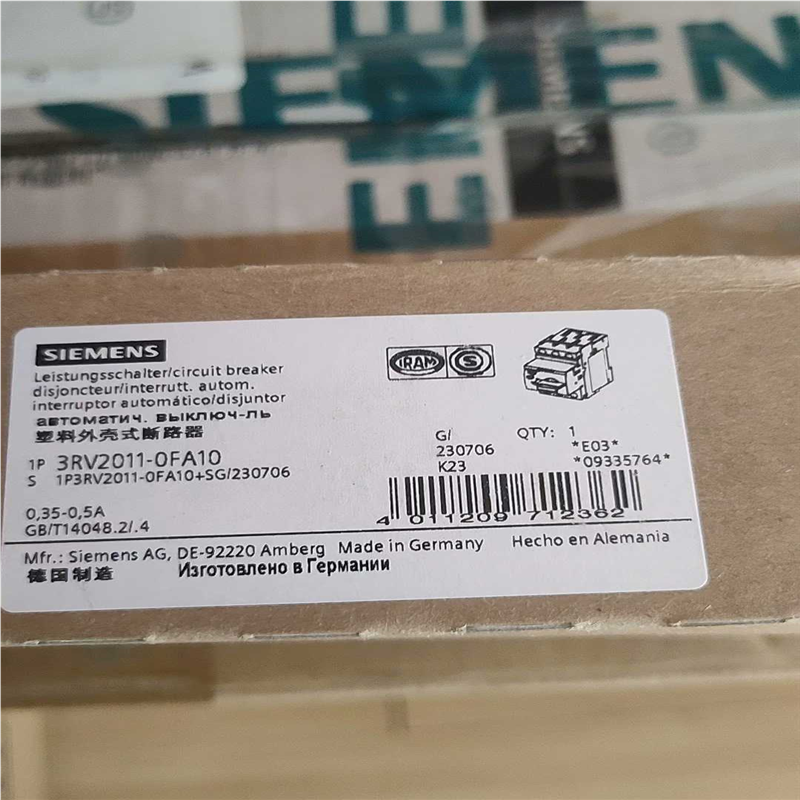 SIEMENS
Leistungsschalter/circuit breaker
disjoncteur/interrutt. autom.
interruptor automático/disjuntor
автоматич. выключ-ль
塑料外壳式断路器
1P 3RV2011-0FA10
S 1P3RV2011-0FA10+SG/230706
0,35-0,5A
GB/T14048.2/.4
IRAM S
G/
230706
K23
QTY: 1
*E03*
*09335764*
4 011209 712362
Mfr.: Siemens AG, DE-92220 Amberg Made in Germany Hecho en Alemania
德国制造 Изготовлено в Германии